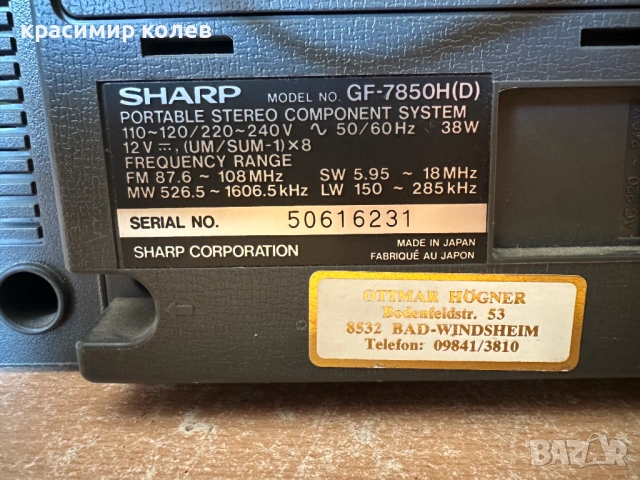 красимир колев
SHARP MODEL NO. GF-7850H(D)
PORTABLE STEREO COMPONENT SYSTEM
110~120/220~240V ∿ 50/60Hz 38W
12V ⎓, (UM/SUM-1)×8
FREQUENCY RANGE
FM 87.6 ~ 108MHz SW 5.95 ~ 18MHz
MW 526.5~1606.5kHz LW 150 ~ 285kHz
SERIAL NO. 50616231
SHARP CORPORATION MADE IN JAPAN
FABRIQUÉ AU JAPON
OTTMAR HÖGNER
Bodenfeldstr. 53
8532 BAD-WINDSHEIM
Telefon: 09841/3810
BAZAR